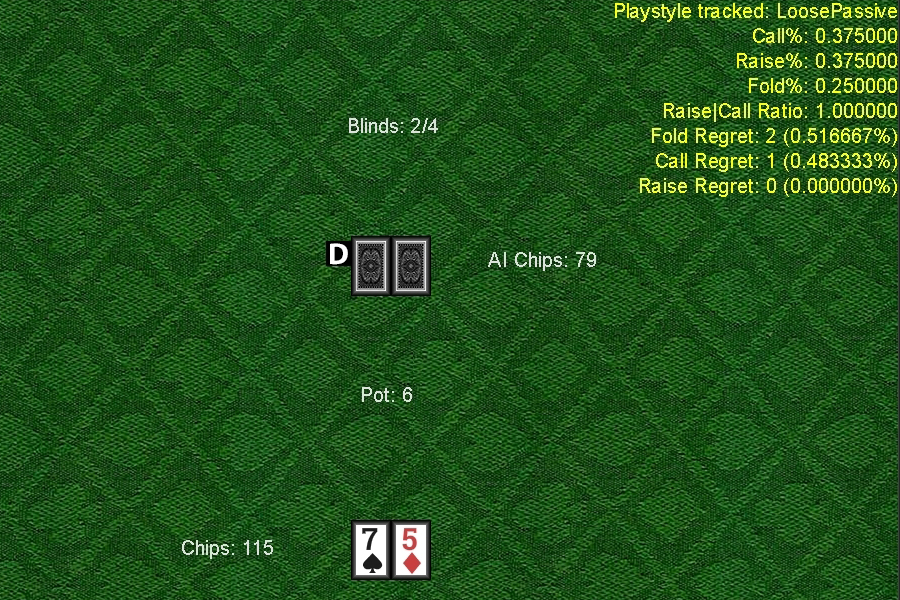 Playstyle tracked: LoosePassive
Call%: 0.375000
Raise%: 0.375000
Fold%: 0.250000
Raise|Call Ratio: 1.000000
Fold Regret: 2 (0.516667%)
Call Regret: 1 (0.483333%)
Raise Regret: 0 (0.000000%)
Blinds: 2/4
D
AI Chips: 79
Pot: 6
Chips: 115
7 5